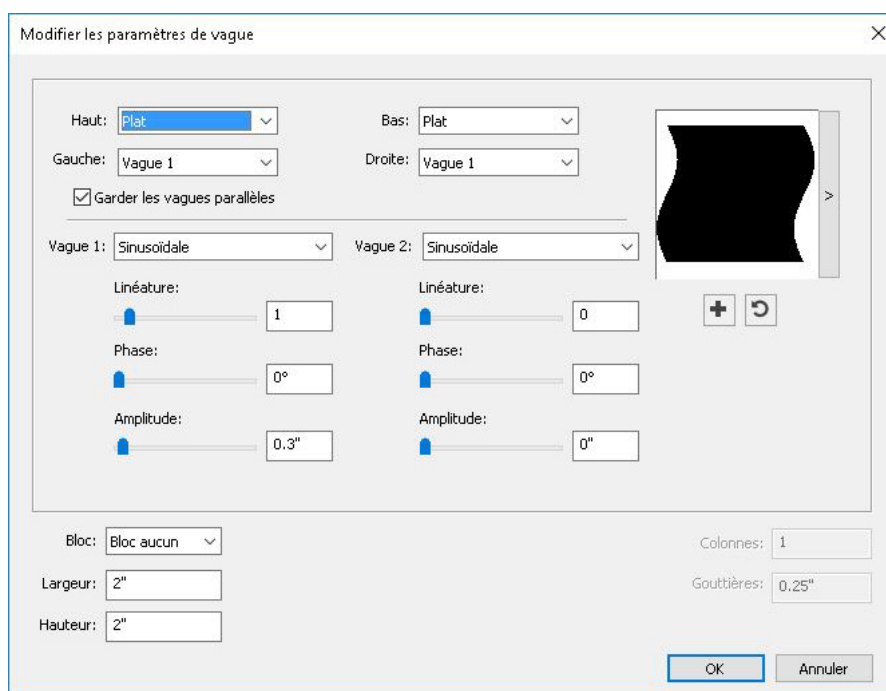 Modifier les paramètres de vague
Haut: Plat Bas: Plat
Gauche: Vague 1 Droite: Vague 1
Garder les vagues parallèles
>
Vague 1: Sinusoïdale Vague 2: Sinusoïdale
Linéature: Linéature:
1 0
Phase: Phase:
0° 0°
Amplitude: Amplitude:
0.3" 0"
Bloc: Bloc aucun Colonnes: 1
Largeur: 2" Gouttières: 0.25"
Hauteur: 2"
OK Annuler